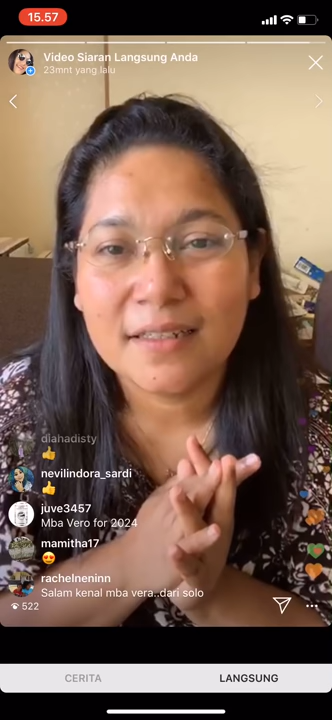 15.57
Video Siaran Langsung Anda
23mnt yang lalu
diahadisty
👍
nevilindora_sardi
👍
juve3457
Mba Vero for 2024
mamitha17
😍
rachelneninn
Salam kenal mba vera..dari solo
522
CERITA
LANGSUNG